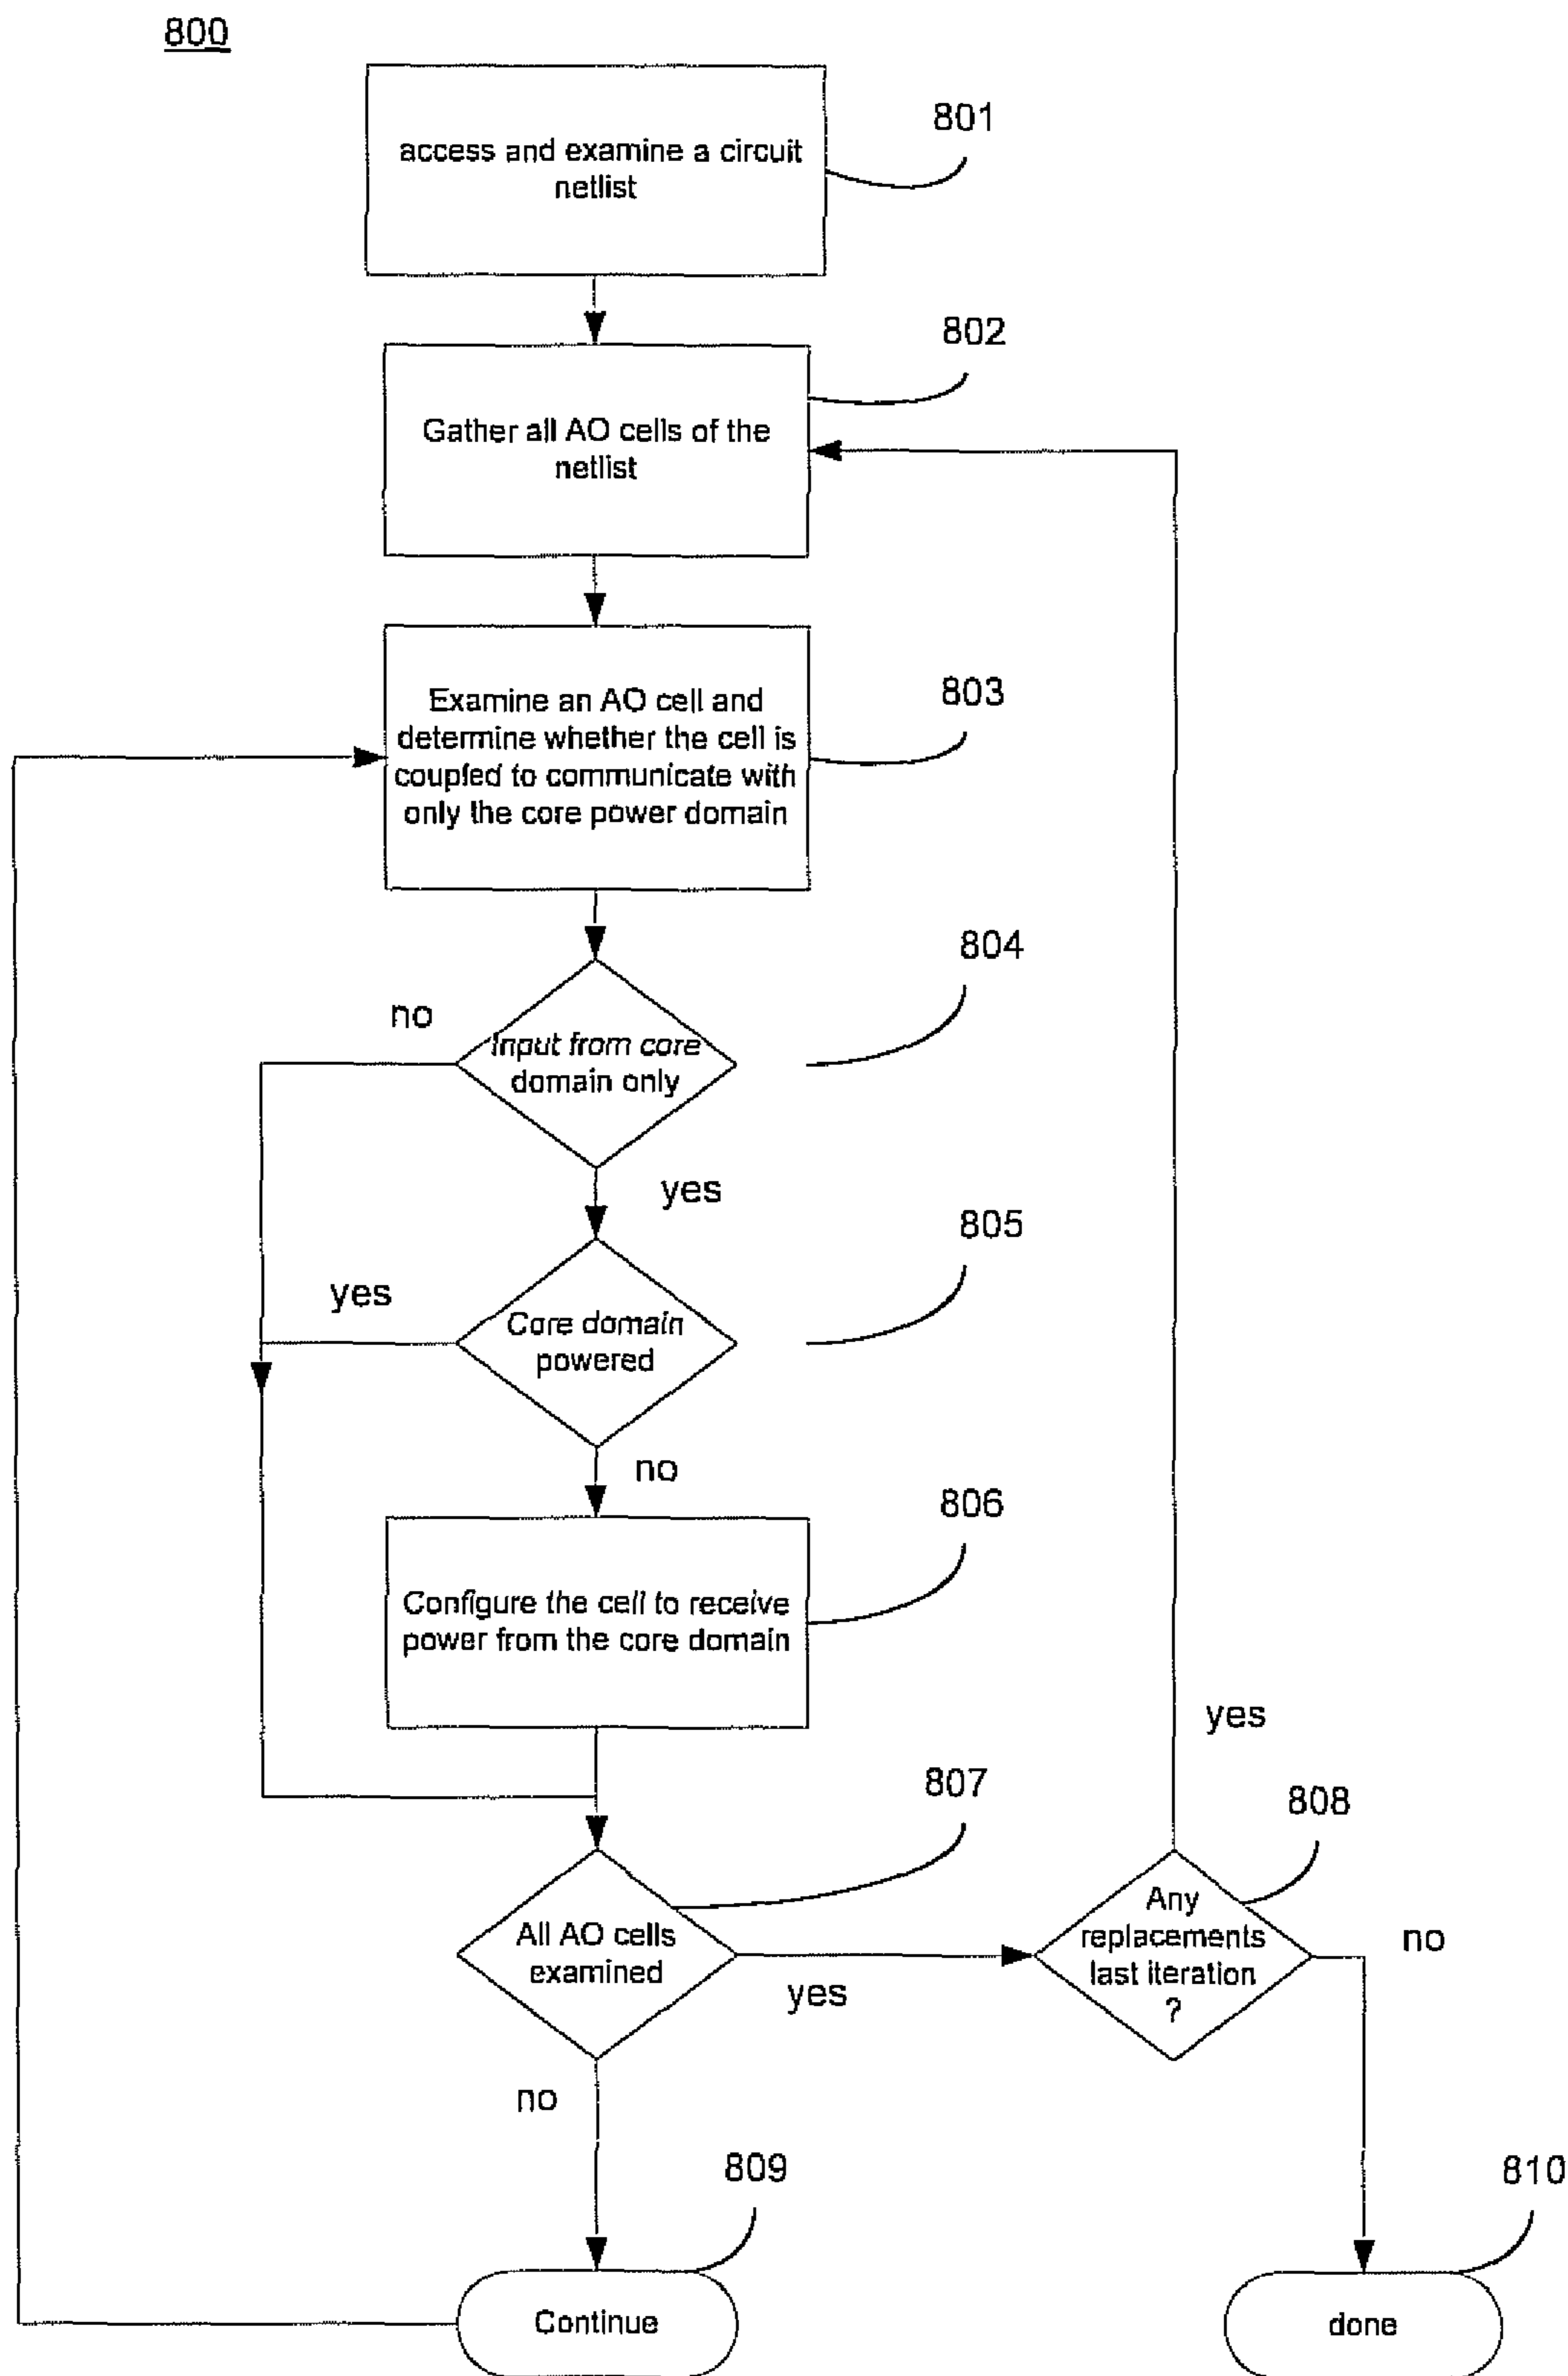 800
801
access and examine a circuit
netlist
802
Gather all AO cells of the
netlist
803
Examine an AO cell and
determine whether the cell is
coupled to communicate with
only the core power domain
804
no
Input from core
domain only
yes
805
yes
Core domain
powered
no
806
Configure the cell to receive
power from the core domain
yes
807
808
Any
replacements
last iteration
?
no
All AO cells
examined
yes
no
809
810
Continue
done